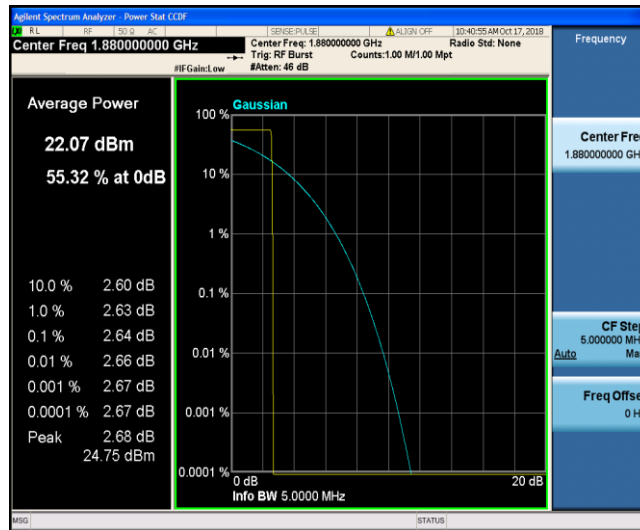 Agilent Spectrum Analyzer - Power Stat CCDF
RL RF 50 Ω AC SENSE:PULSE ALIGN OFF 10:40:55 AM Oct 17, 2018
Center Freq 1.880000000 GHz
Center Freq: 1.880000000 GHz Radio Std: None
Trig: RF Burst Counts:1.00 M/1.00 Mpt
#IFGain:Low #Atten: 46 dB
Frequency
Average Power
22.07 dBm
55.32 % at 0dB
10.0 % 2.60 dB
1.0 % 2.63 dB
0.1 % 2.64 dB
0.01 % 2.66 dB
0.001 % 2.67 dB
0.0001 % 2.67 dB
Peak 2.68 dB
24.75 dBm
Gaussian
100 %
10 %
1 %
0.1 %
0.01 %
0.001 %
0.0001 %
0 dB 20 dB
Info BW 5.0000 MHz
Center Fre
1.880000000 GH
CF Step
5.000000 MH
Auto Ma
Freq Offse
0 H
MSG STATUS